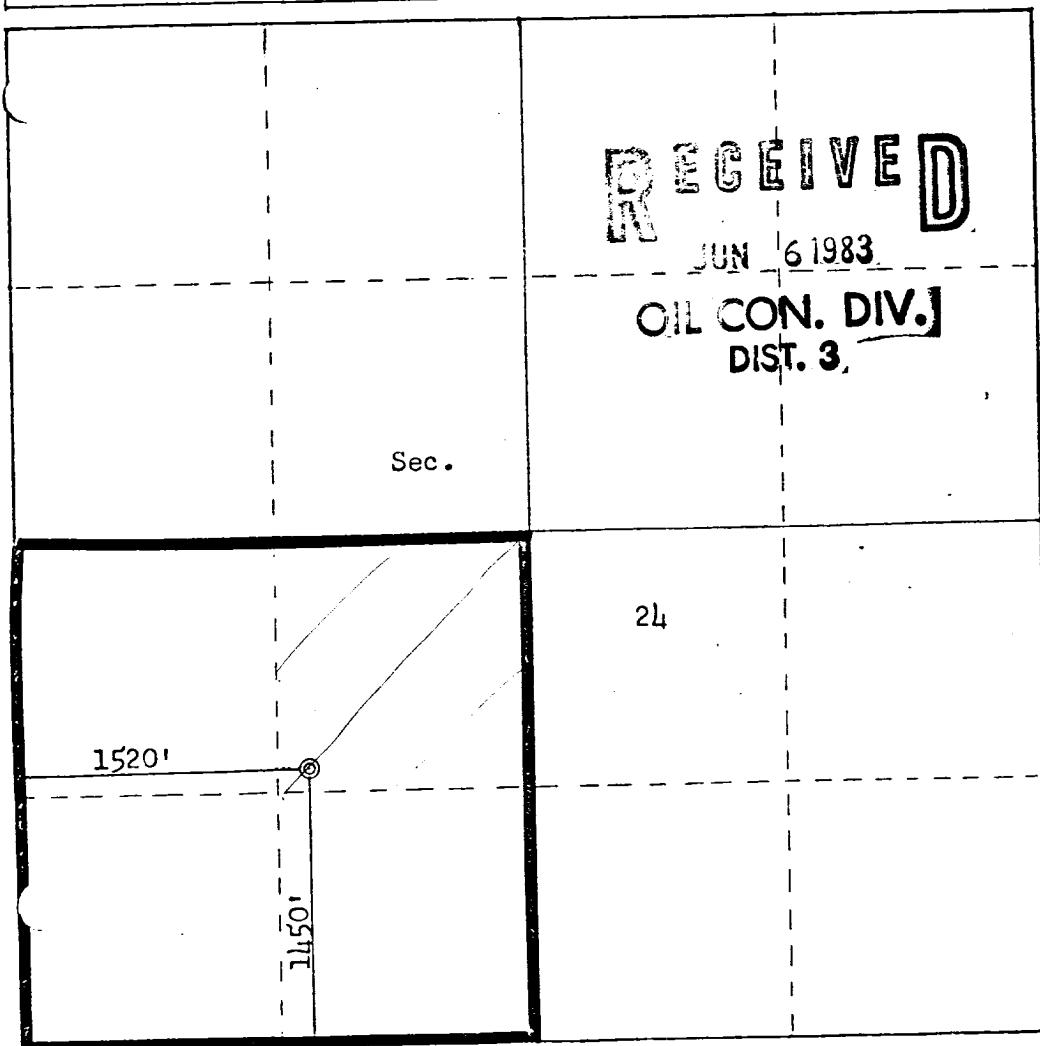 RECEIVED
JUN 6 1983
OIL CON. DIV.
DIST. 3
Sec.
24
1520'
1450'